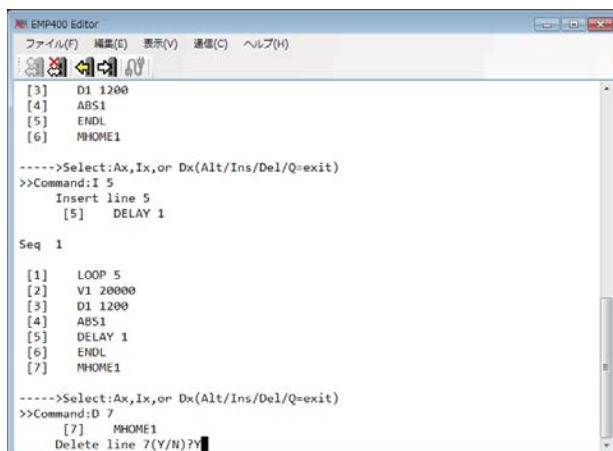 EMP400 Editor
ファイル(F) 編集(E) 表示(V) 通信(C) ヘルプ(H)
[3] D1 1200
[4] ABS1
[5] ENDL
[6] MHOME1
----->Select:Ax,Ix,or Dx(Alt/Ins/Del/Q=exit)
>>Command:I 5
Insert line 5
[5] DELAY 1
Seq 1
[1] LOOP 5
[2] V1 20000
[3] D1 1200
[4] ABS1
[5] DELAY 1
[6] ENDL
[7] MHOME1
----->Select:Ax,Ix,or Dx(Alt/Ins/Del/Q=exit)
>>Command:D 7
[7] MHOME1
Delete line 7(Y/N)?Y